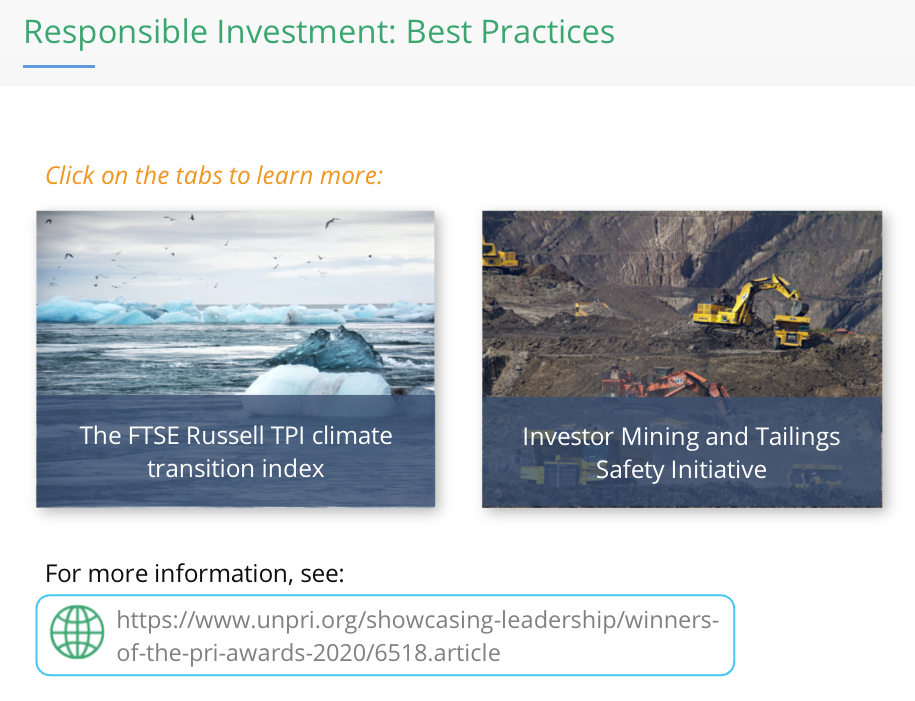 Responsible Investment: Best Practices
Click on the tabs to learn more:
The FTSE Russell TPI climate
transition index
Investor Mining and Tailings
Safety Initiative
For more information, see:
https://www.unpri.org/showcasing-leadership/winners-
of-the-pri-awards-2020/6518.article